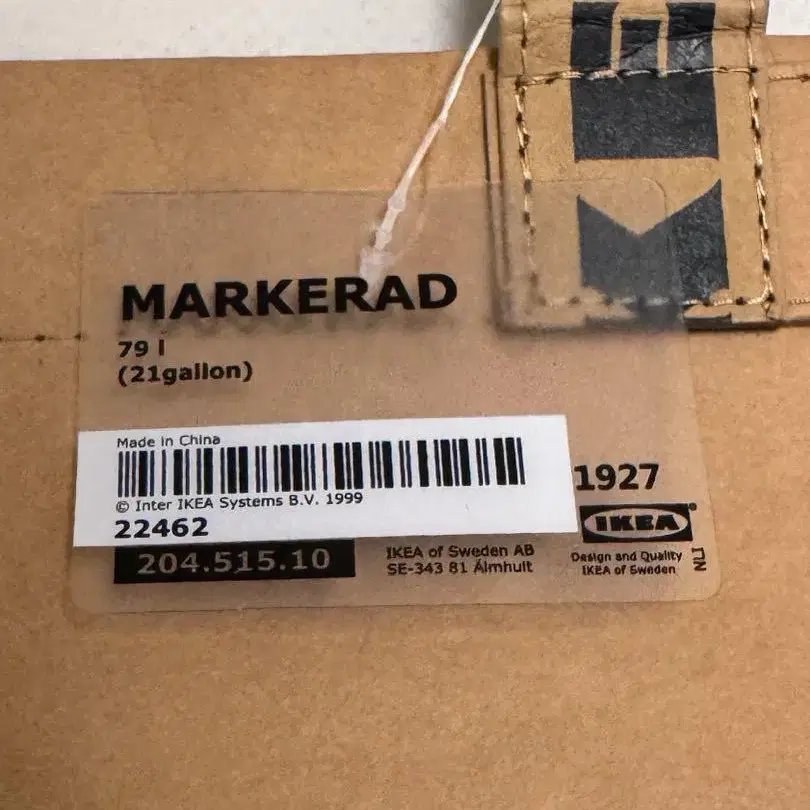 MARKERAD
79 l
(21gallon)
Made in China
© Inter IKEA Systems B.V. 1999
22462
204.515.10
IKEA of Sweden AB
SE-343 81 Älmhult
1927
IKEA®
Design and Quality
IKEA of Sweden